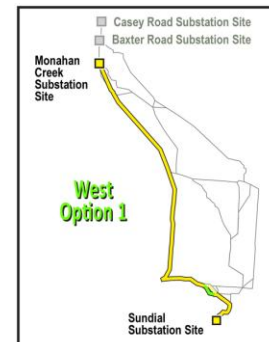 Casey Road Substation Site
Baxter Road Substation Site
Monahan
Creek
Substation
Site
West
Option 1
Sundial
Substation Site